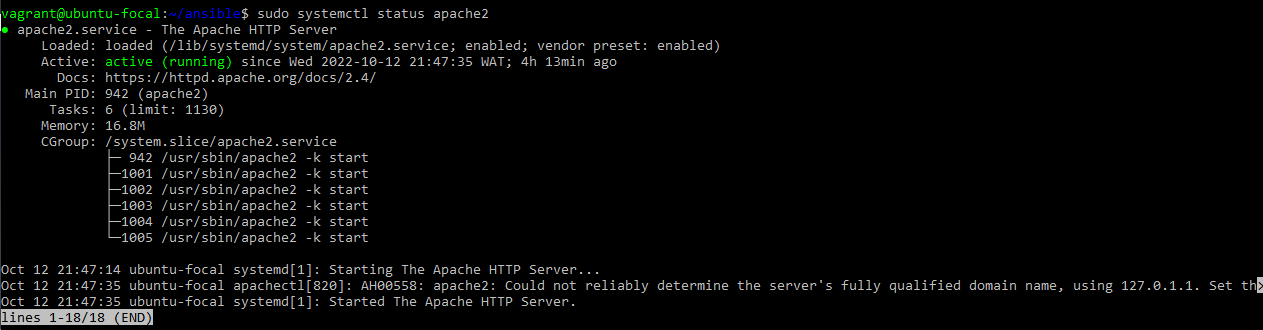 vagrant@ubuntu-focal:~/ansible$ sudo systemctl status apache2
● apache2.service - The Apache HTTP Server
     Loaded: loaded (/lib/systemd/system/apache2.service; enabled; vendor preset: enabled)
     Active: active (running) since Wed 2022-10-12 21:47:35 WAT; 4h 13min ago
       Docs: https://httpd.apache.org/docs/2.4/
   Main PID: 942 (apache2)
      Tasks: 6 (limit: 1130)
     Memory: 16.8M
     CGroup: /system.slice/apache2.service
             ├─ 942 /usr/sbin/apache2 -k start
             ├─1001 /usr/sbin/apache2 -k start
             ├─1002 /usr/sbin/apache2 -k start
             ├─1003 /usr/sbin/apache2 -k start
             ├─1004 /usr/sbin/apache2 -k start
             └─1005 /usr/sbin/apache2 -k start

Oct 12 21:47:14 ubuntu-focal systemd[1]: Starting The Apache HTTP Server...
Oct 12 21:47:35 ubuntu-focal apachectl[820]: AH00558: apache2: Could not reliably determine the server's fully qualified domain name, using 127.0.1.1. Set th>
Oct 12 21:47:35 ubuntu-focal systemd[1]: Started The Apache HTTP Server.
lines 1-18/18 (END)